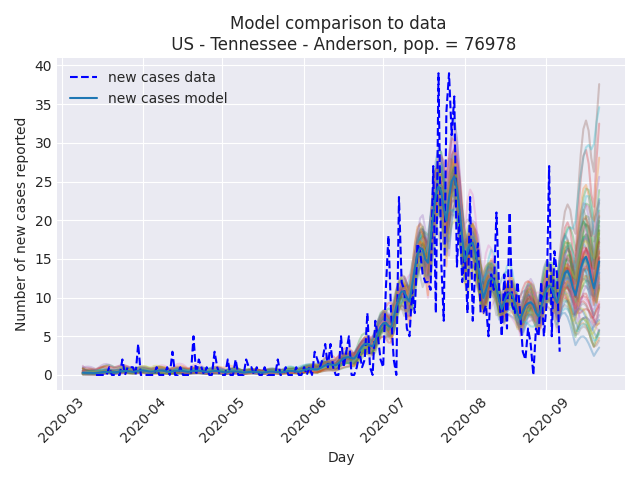 Model comparison to data
US - Tennessee - Anderson, pop. = 76978
new cases data
new cases model
Number of new cases reported
40
35
30
25
20
15
10
5
0
2020-03
2020-04
2020-05
2020-06
2020-07
2020-08
2020-09
Day